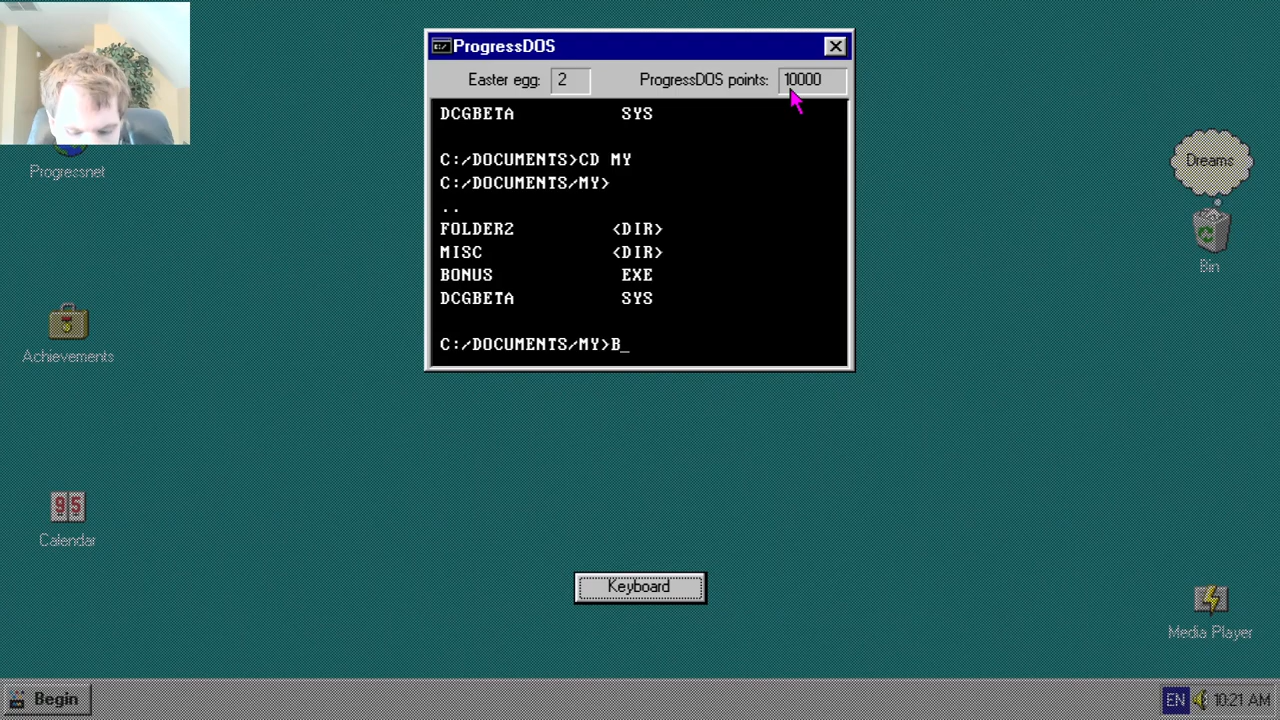 ProgressDOS
Easter egg: 2 ProgressDOS points: 10000
DCGBETA SYS
C:/DOCUMENTS>CD MY
C:/DOCUMENTS/MY>
..
FOLDER2 <DIR>
MISC <DIR>
BONUS EXE
DCGBETA SYS
C:/DOCUMENTS/MY>B_
Progressnet
Dreams
Bin
Achievements
95
Calendar
Keyboard
Media Player
Begin
EN 10:21 AM